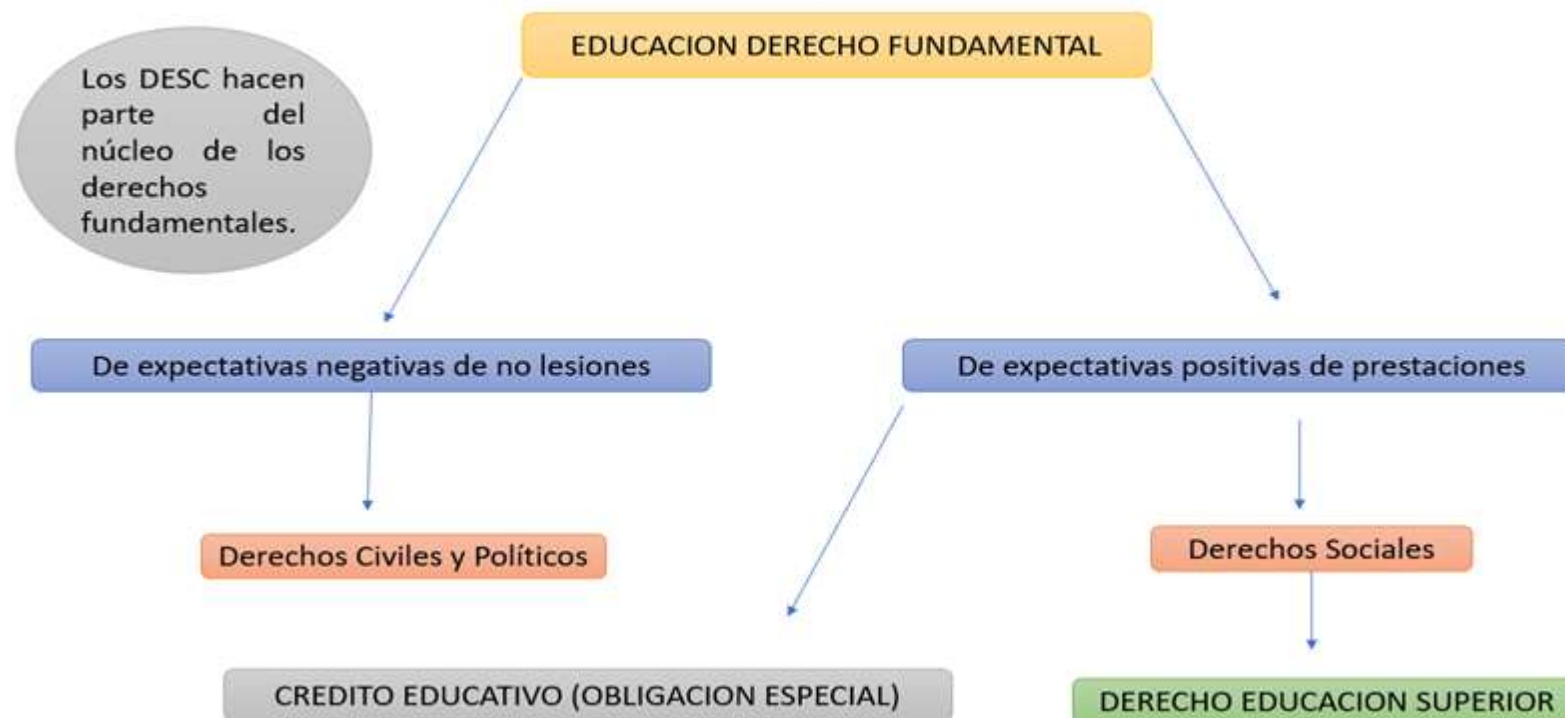 EDUCACION DERECHO FUNDAMENTAL
Los DESC hacen
parte del
núcleo de los
derechos
fundamentales.
De expectativas negativas de no lesiones
De expectativas positivas de prestaciones
Derechos Civiles y Políticos
Derechos Sociales
CREDITO EDUCATIVO (OBLIGACION ESPECIAL)
DERECHO EDUCACION SUPERIOR